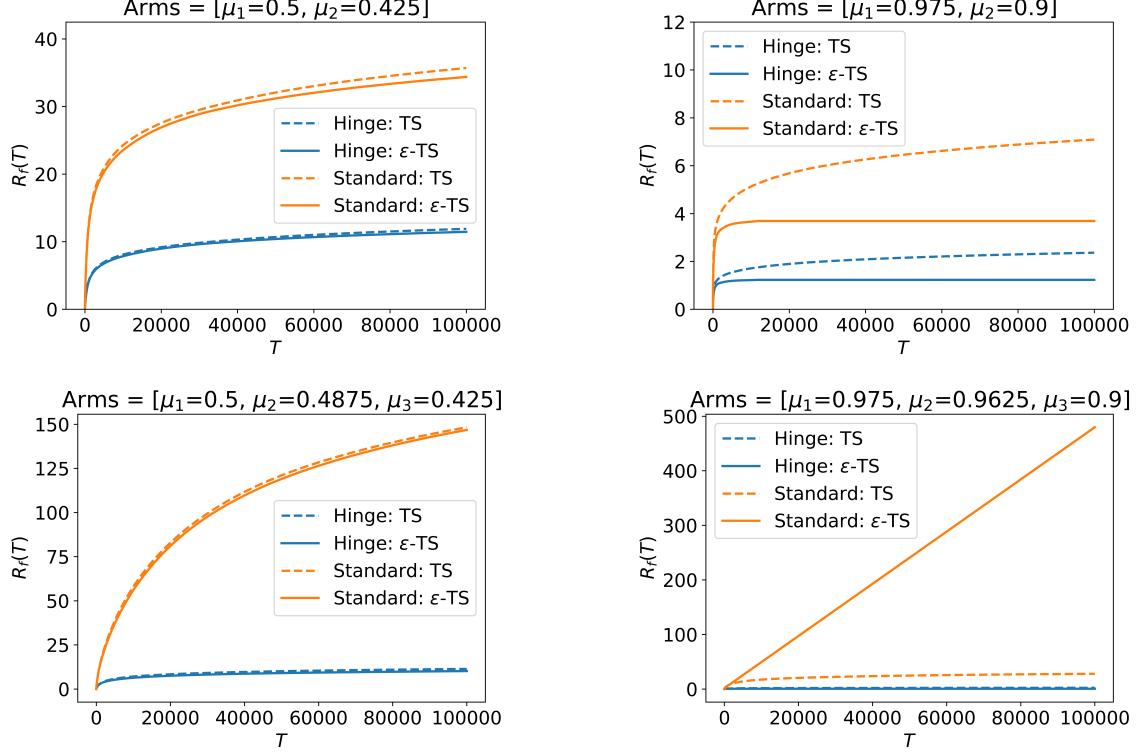 Arms = [μ₁=0.5, μ₂=0.425]
40
30
20
10
0
R_f(T)
Hinge: TS
Hinge: ε-TS
Standard: TS
Standard: ε-TS
0 20000 40000 60000 80000 100000
T
Arms = [μ₁=0.975, μ₂=0.9]
12
10
8
6
4
2
0
R_f(T)
Hinge: TS
Hinge: ε-TS
Standard: TS
Standard: ε-TS
0 20000 40000 60000 80000 100000
T
Arms = [μ₁=0.5, μ₂=0.4875, μ₃=0.425]
150
125
100
75
50
25
0
R_f(T)
Hinge: TS
Hinge: ε-TS
Standard: TS
Standard: ε-TS
0 20000 40000 60000 80000 100000
T
Arms = [μ₁=0.975, μ₂=0.9625, μ₃=0.9]
500
400
300
200
100
0
R_f(T)
Hinge: TS
Hinge: ε-TS
Standard: TS
Standard: ε-TS
0 20000 40000 60000 80000 100000
T